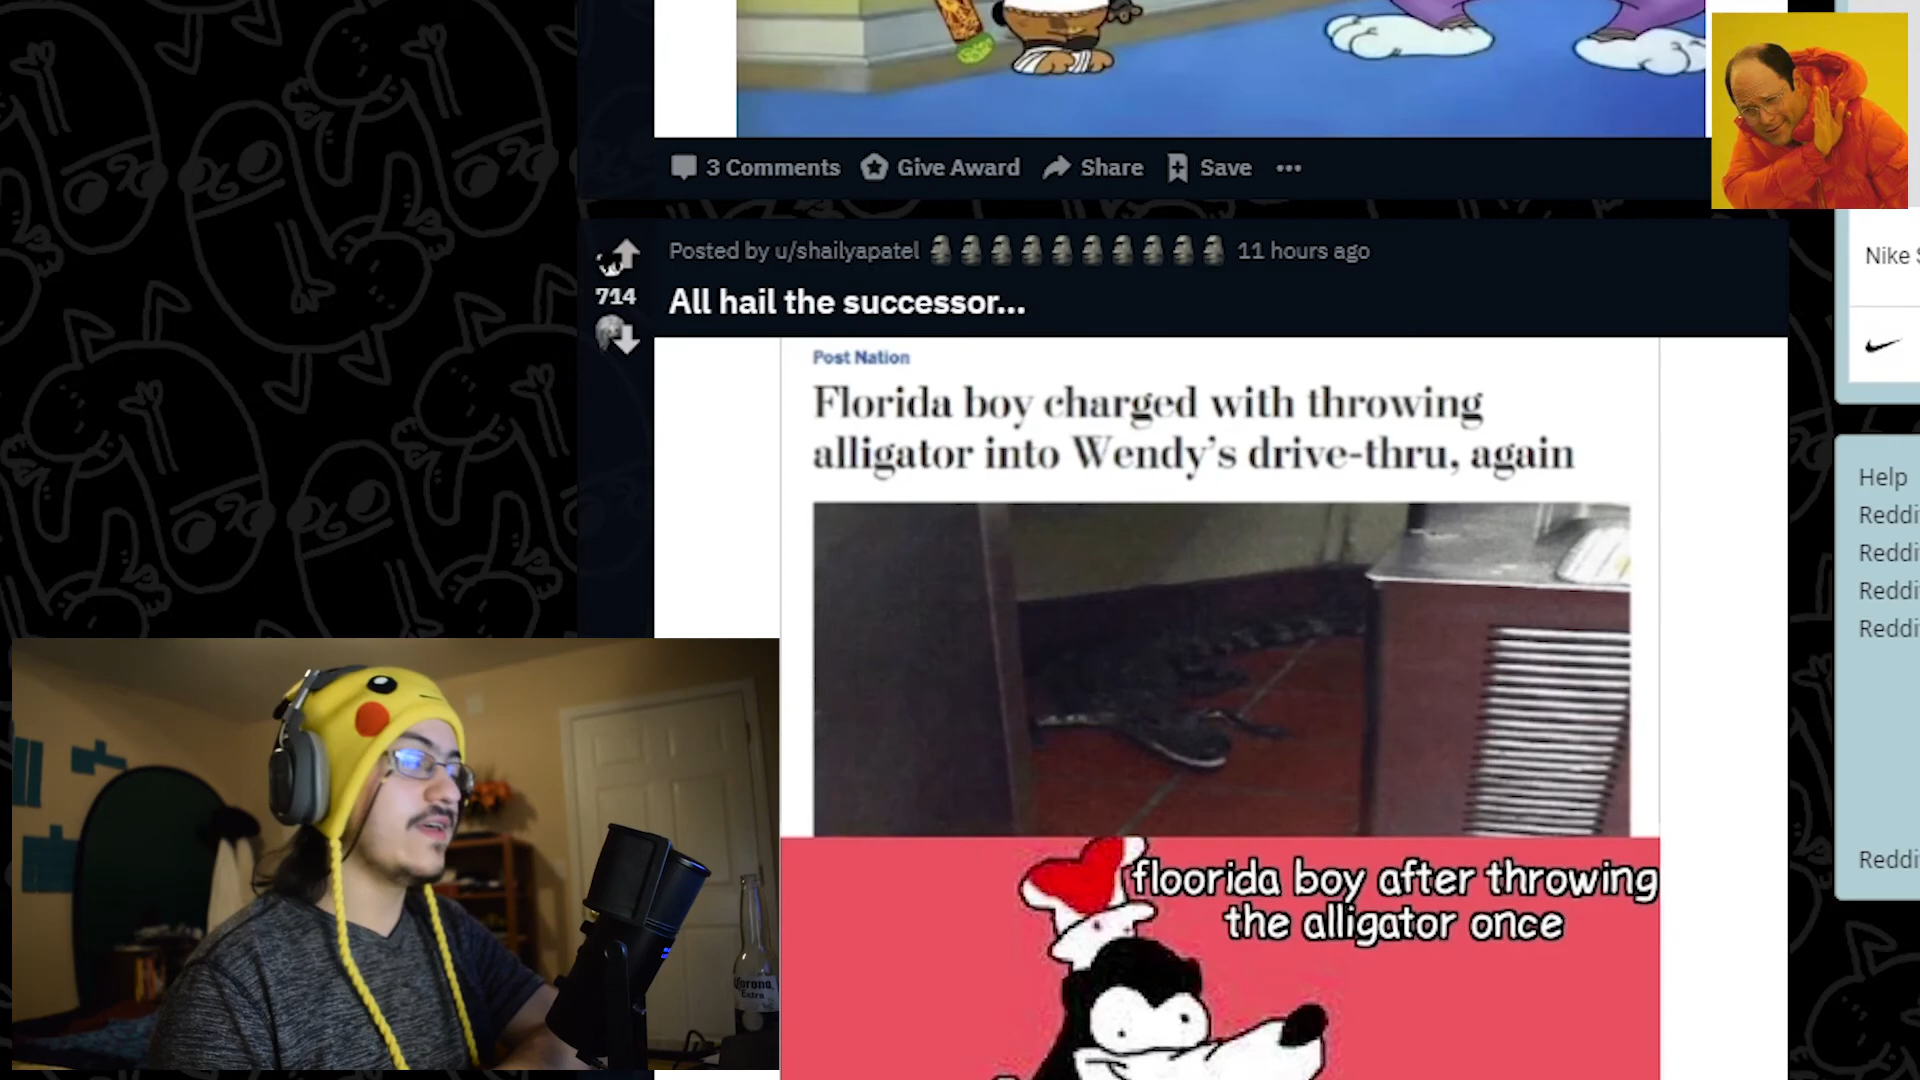 3 Comments Give Award Share Save
Posted by u/shailyapatel 11 hours ago
714
All hail the successor...
Post Nation
Florida boy charged with throwing
alligator into Wendy's drive-thru, again
floorida boy after throwing
the alligator once
Nike
Help
Reddi
Reddi
Reddi
Reddi
Reddi
Corona
Extra